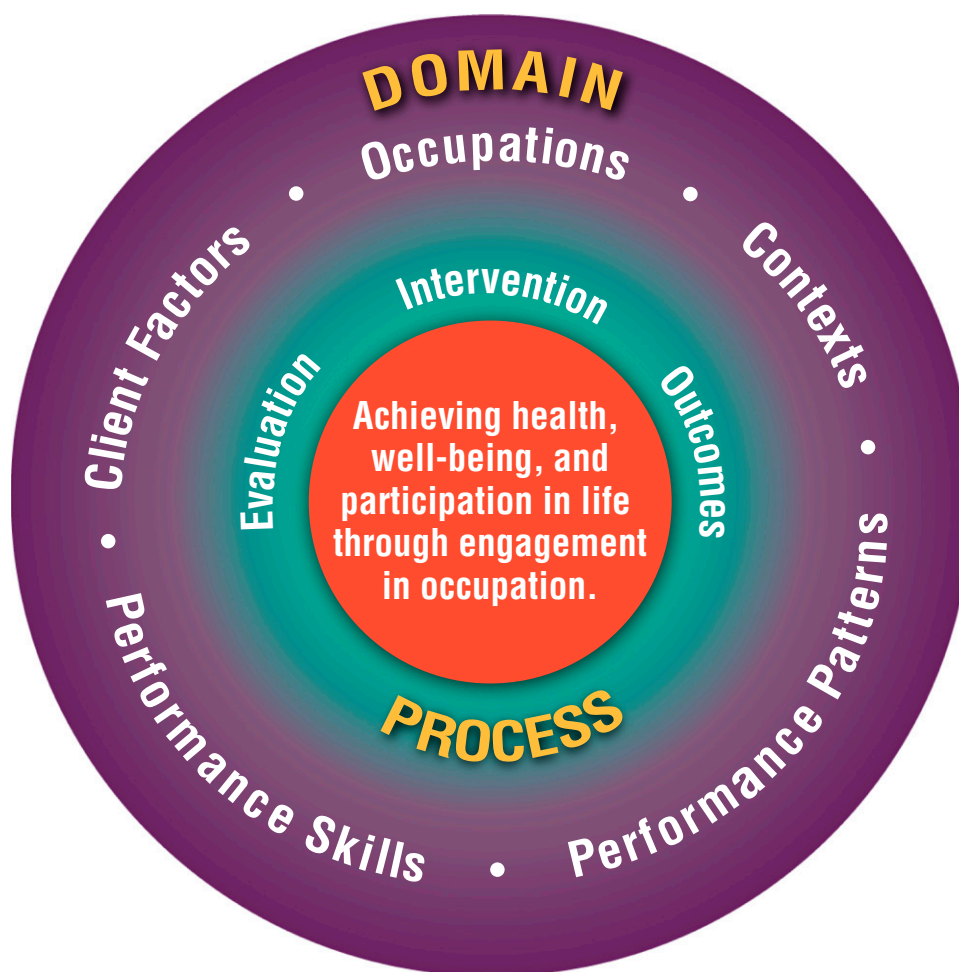 DOMAIN
Occupations
Contexts
Performance Patterns
Performance Skills
Client Factors
Evaluation
Intervention
Outcomes
Achieving health,
well-being, and
participation in life
through engagement
in occupation.
PROCESS